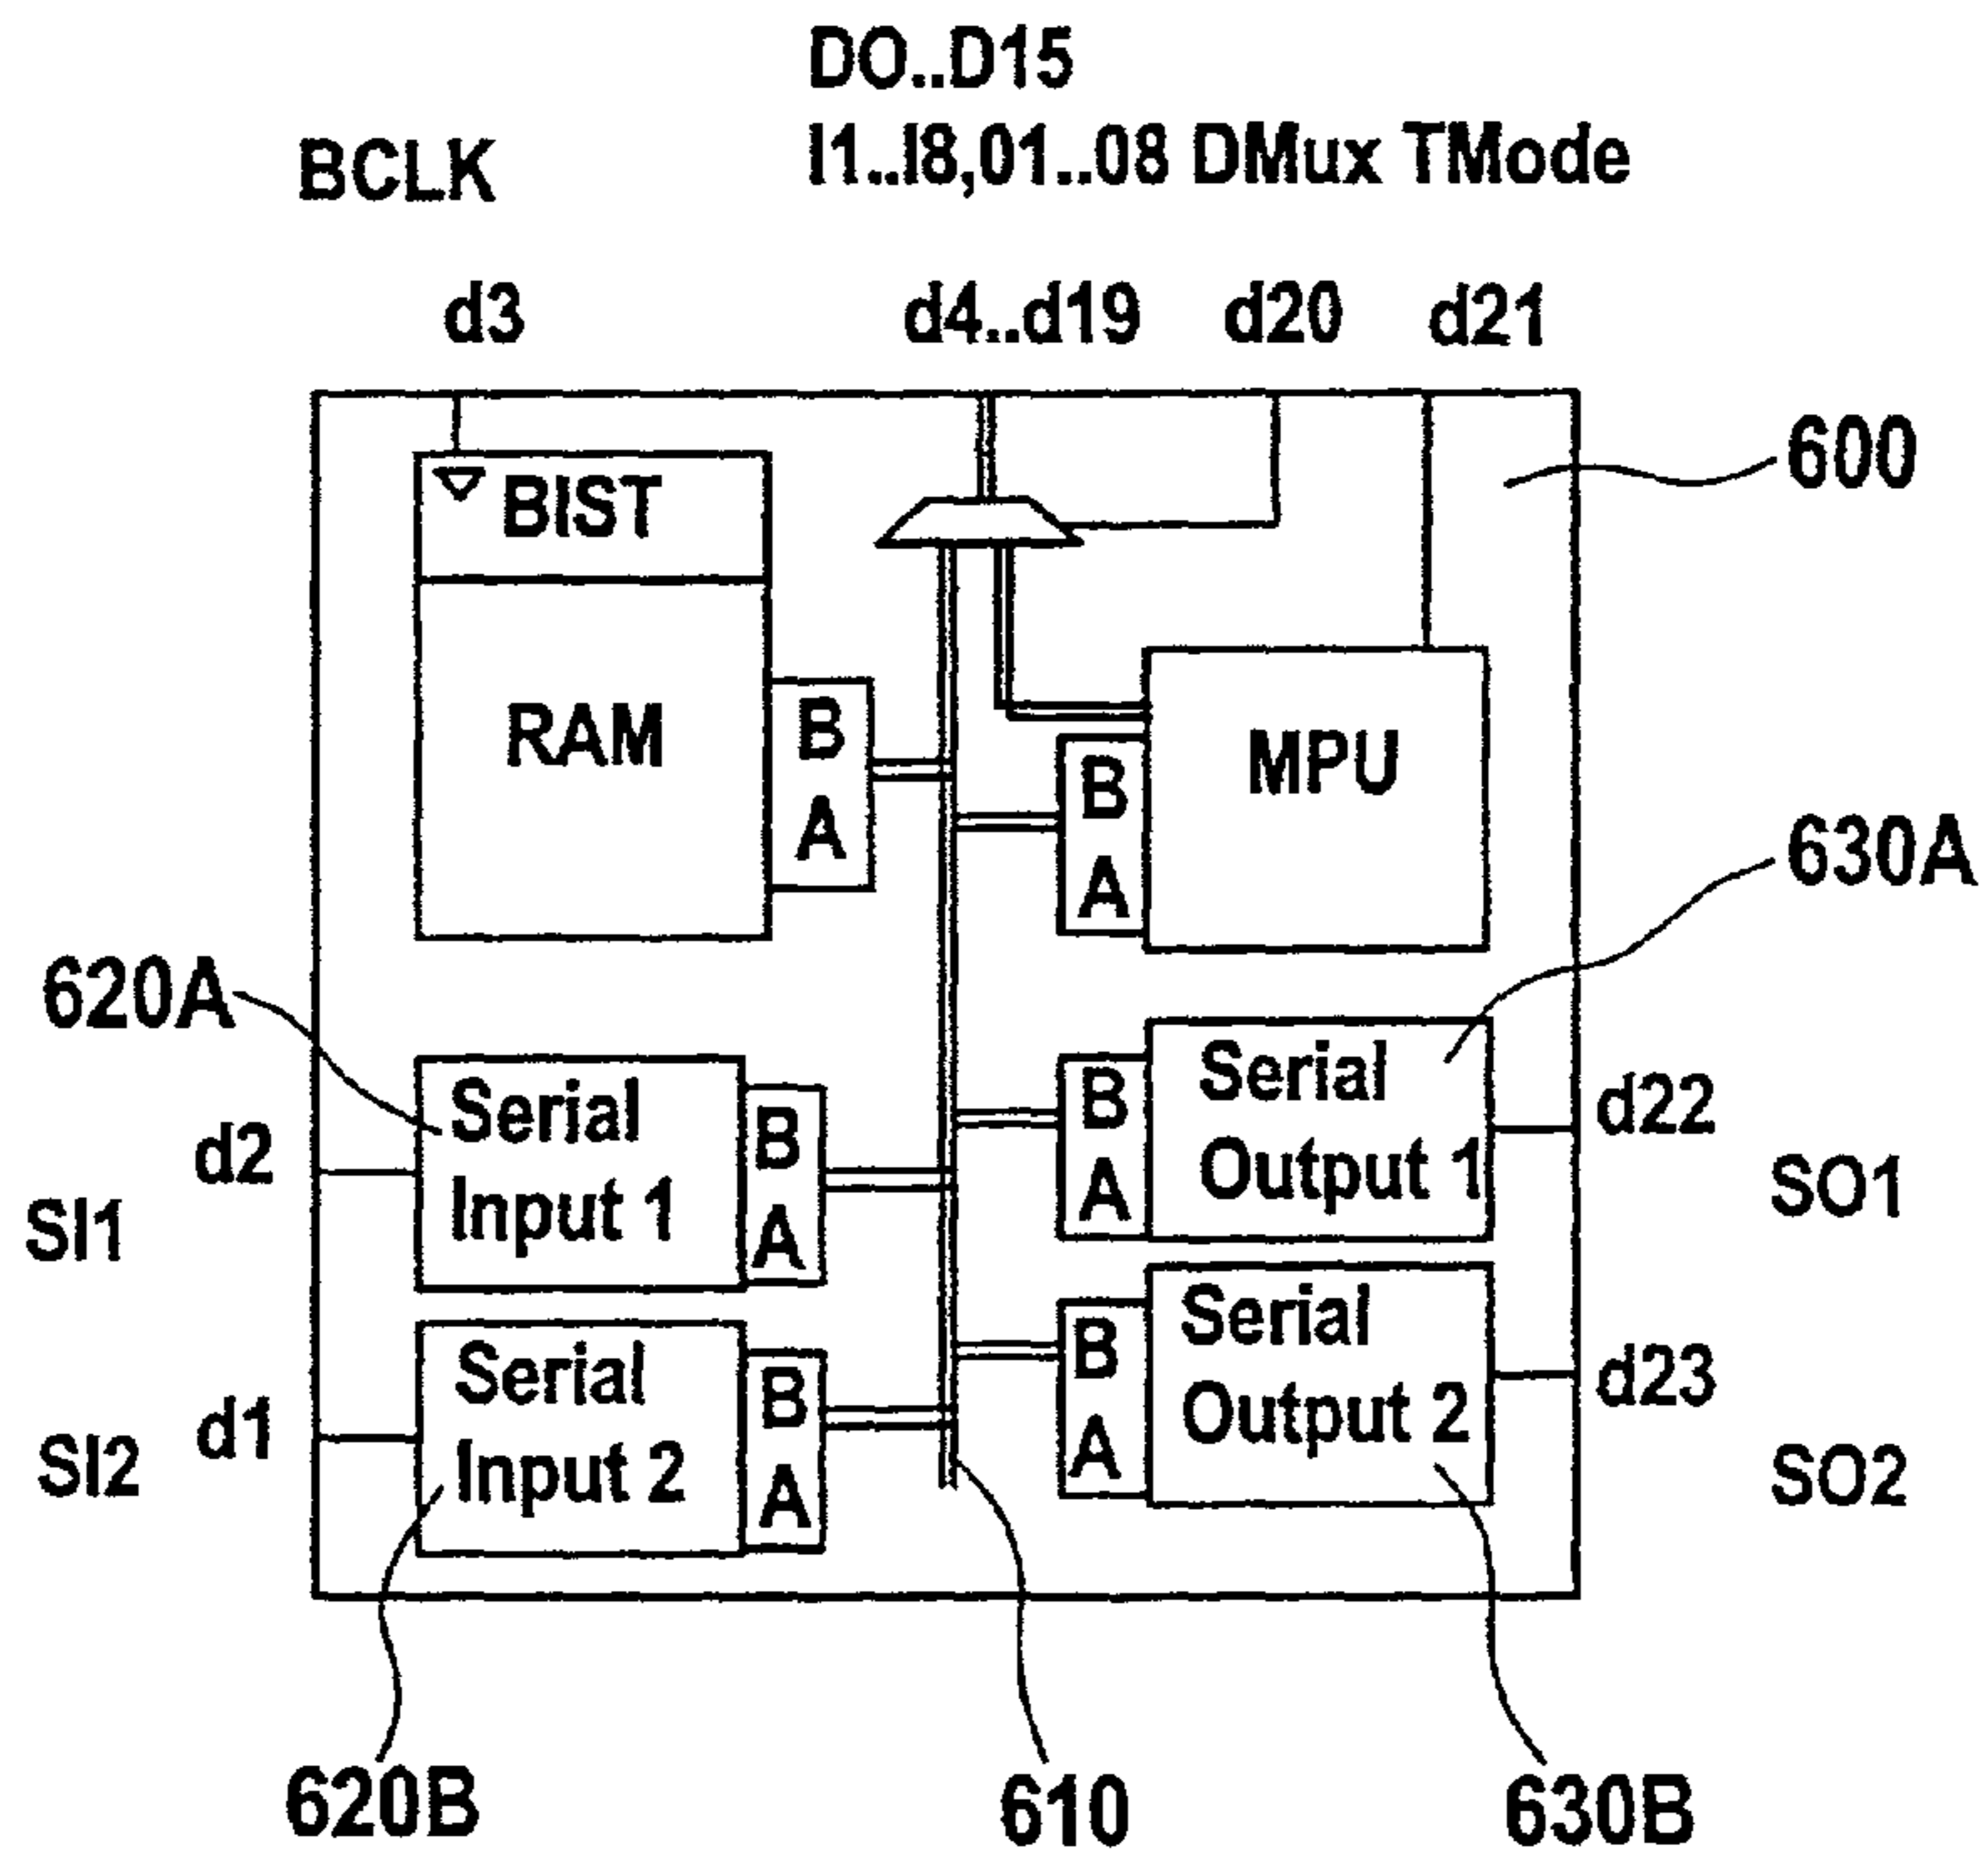 DO..D15
BCLK
I1..I8,01..08 DMux TMode
d3
d4..d19
d20
d21
600
BIST
RAM
B
A
MPU
B
A
630A
620A
Serial
Input 1
B
A
Serial
Output 1
B
A
d2
SI1
d22
SO1
Serial
Input 2
B
A
Serial
Output 2
B
A
d1
SI2
d23
SO2
620B
610
630B